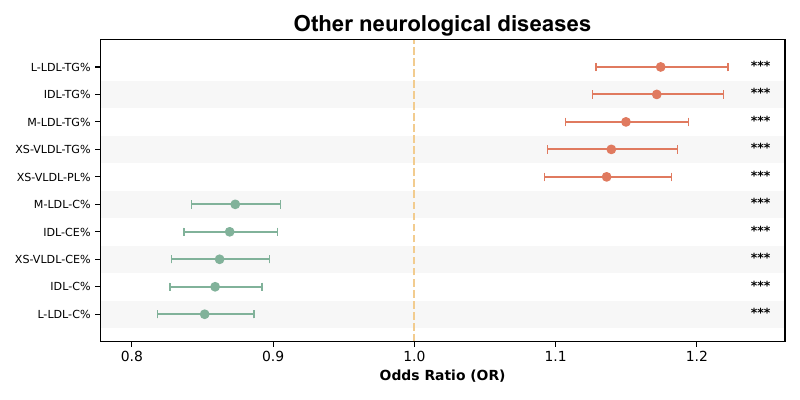 Other neurological diseases
L-LDL-TG% ***
IDL-TG% ***
M-LDL-TG% ***
XS-VLDL-TG% ***
XS-VLDL-PL% ***
M-LDL-C% ***
IDL-CE% ***
XS-VLDL-CE% ***
IDL-C% ***
L-LDL-C% ***
0.8 0.9 1.0 1.1 1.2
Odds Ratio (OR)